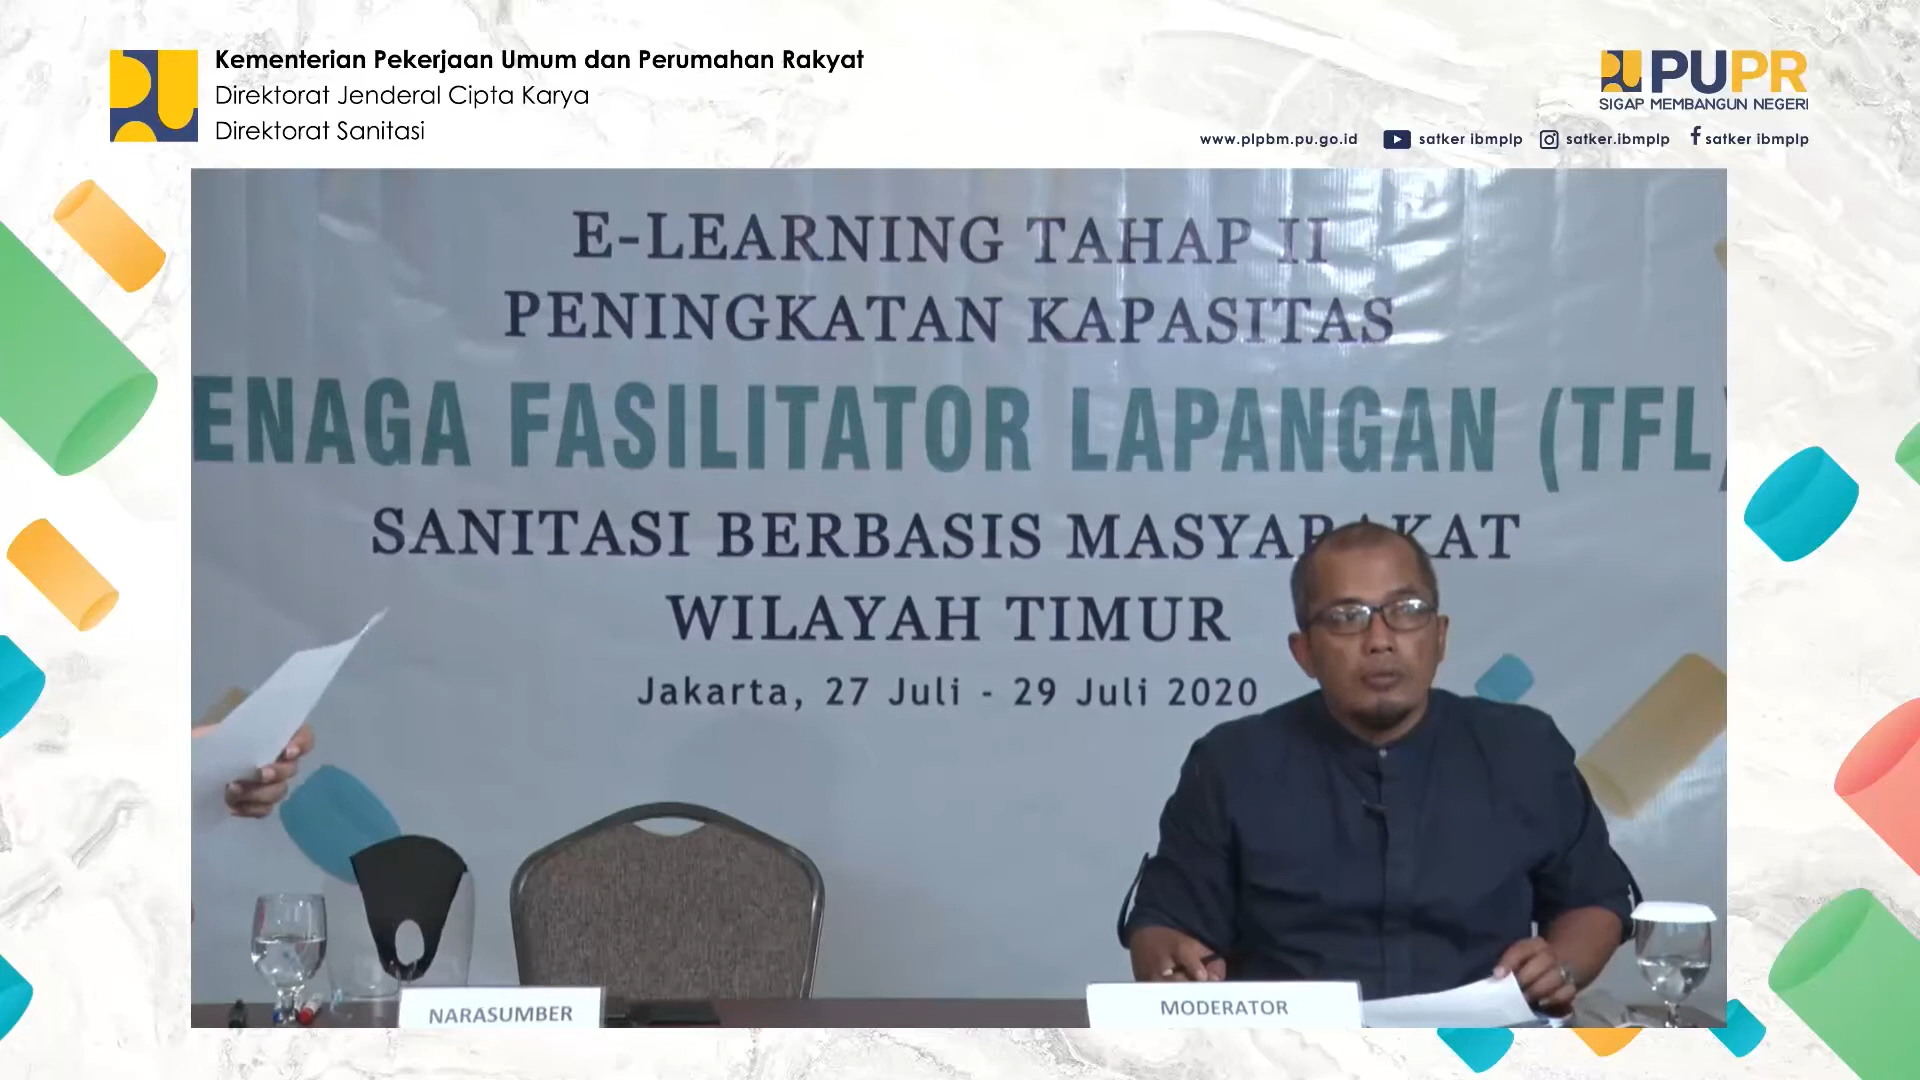 Kementerian Pekerjaan Umum dan Perumahan Rakyat
Direktorat Jenderal Cipta Karya
Direktorat Sanitasi
PUPR
SIGAP MEMBANGUN NEGERI
www.plpbm.pu.go.id satker ibmplp satker.ibmplp satker ibmplp
E-LEARNING TAHAP II
PENINGKATAN KAPASITAS
ENAGA FASILITATOR LAPANGAN (TFL)
SANITASI BERBASIS MASYARAKAT
WILAYAH TIMUR
Jakarta, 27 Juli - 29 Juli 2020
NARASUMBER
MODERATOR